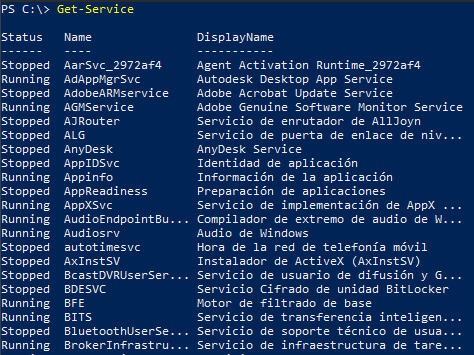 PS C:\> Get-Service
Status Name DisplayName
------ ---- -----------
Stopped AarSvc_2972af4 Agent Activation Runtime_2972af4
Running AdAppMgrSvc Autodesk Desktop App Service
Stopped AdobeARMservice Adobe Acrobat Update Service
Running AGMService Adobe Genuine Software Monitor Service
Stopped AJRouter Servicio de enrutador de AllJoyn
Stopped ALG Servicio de puerta de enlace de niv...
Stopped AnyDesk AnyDesk Service
Stopped AppIDSvc Identidad de aplicación
Running Appinfo Información de la aplicación
Stopped AppReadiness Preparación de aplicaciones
Running AppXSvc Servicio de implementación de AppX ...
Running AudioEndpointBu... Compilador de extremo de audio de W...
Running Audiosrv Audio de Windows
Stopped autotimesvc Hora de la red de telefonía móvil
Stopped AxInstSV Instalador de ActiveX (AxInstSV)
Stopped BcastDVRUserSer... Servicio de usuario de difusión y G...
Stopped BDESVC Servicio Cifrado de unidad BitLocker
Running BFE Motor de filtrado de base
Running BITS Servicio de transferencia inteligen...
Stopped BluetoothUserSe... Servicio de soporte técnico de usua...
Running BrokerInfrastru... Servicio de infraestructura de tare...